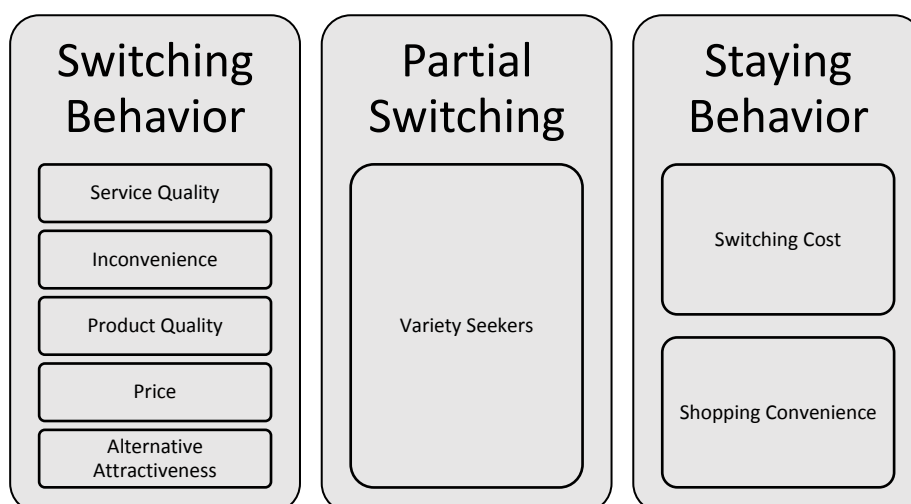 Switching
Behavior
Service Quality
Inconvenience
Product Quality
Price
Alternative
Attractiveness
Partial
Switching
Variety Seekers
Staying
Behavior
Switching Cost
Shopping Convenience